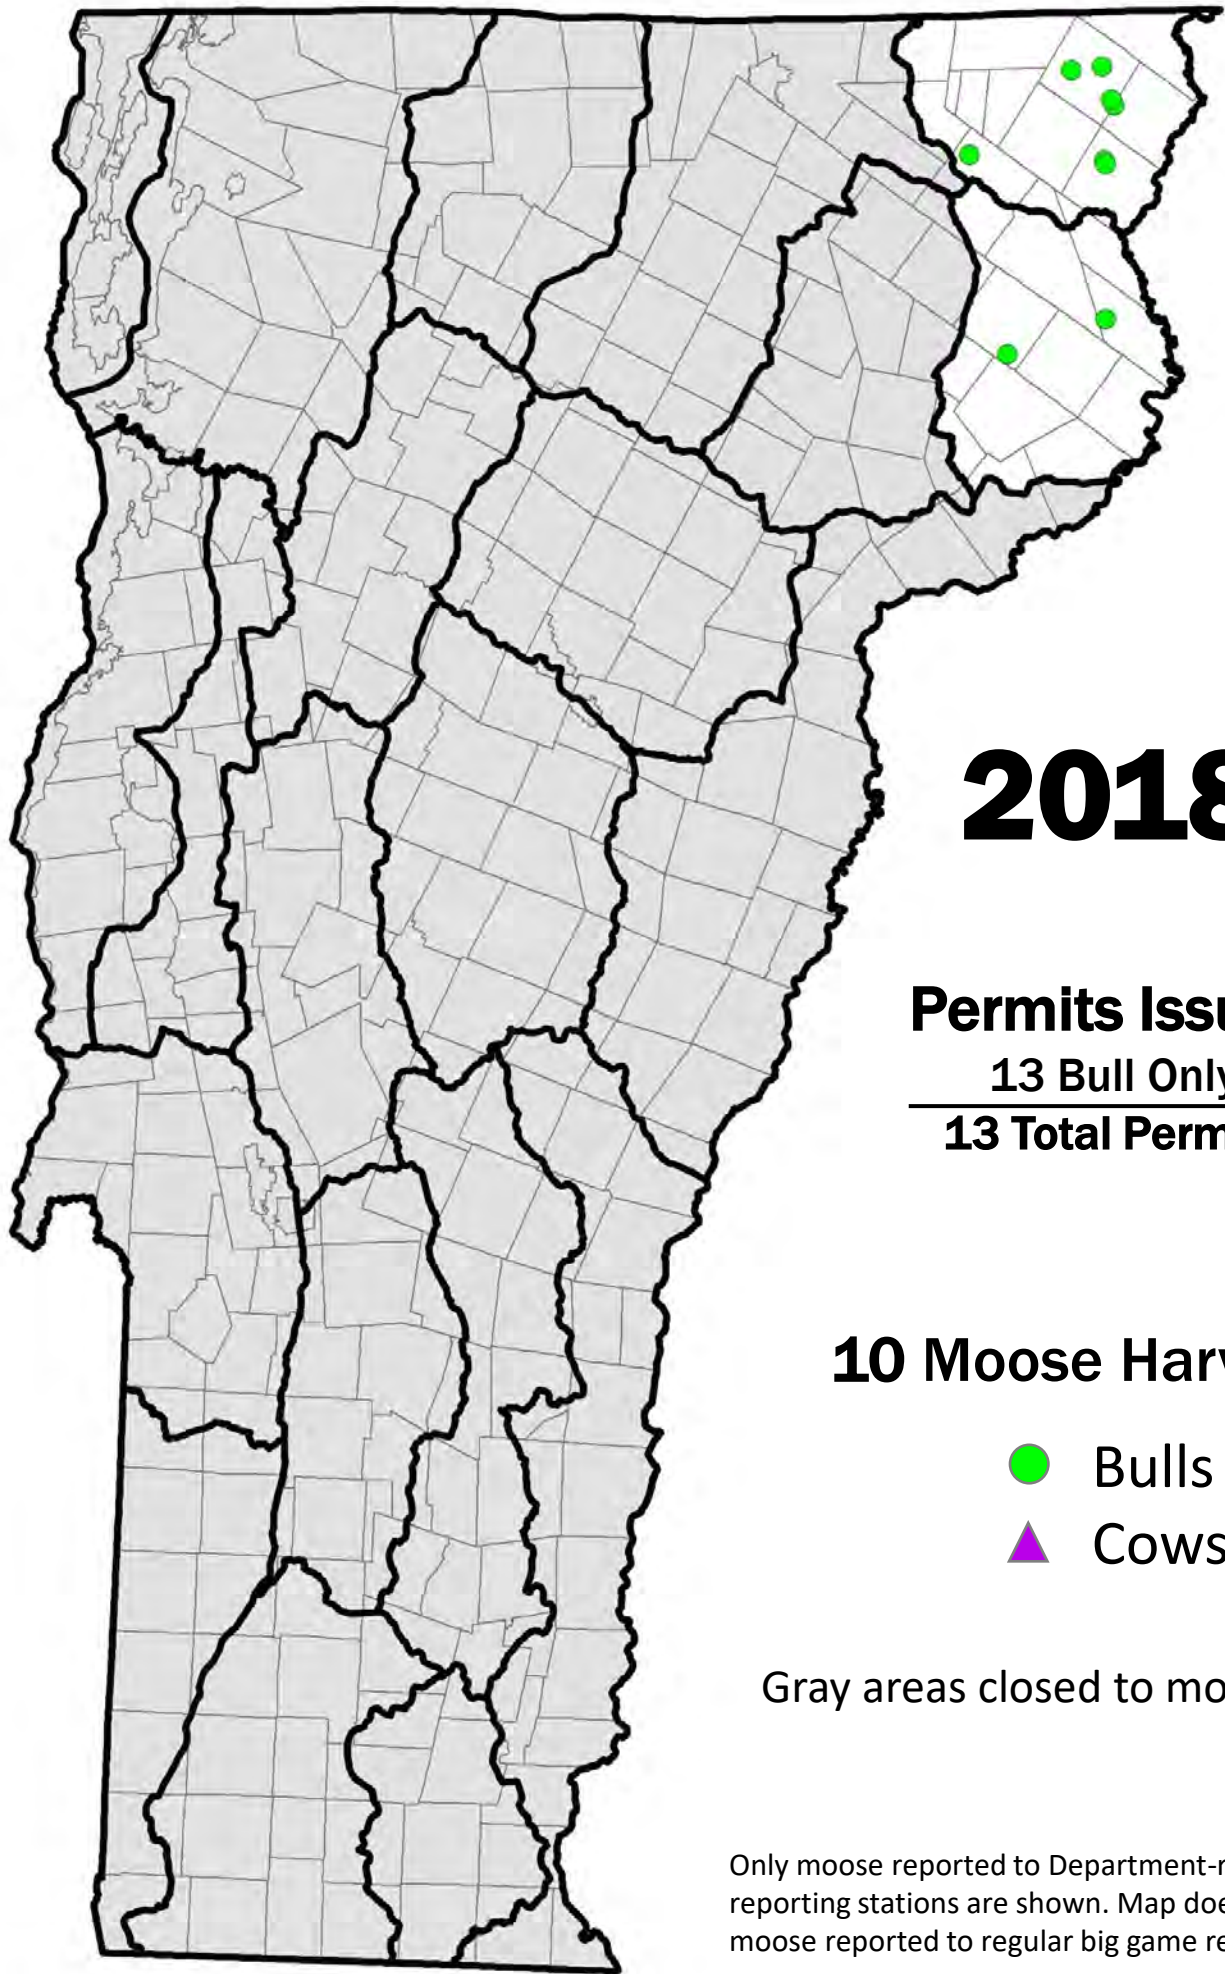 2018
Permits Issu
13 Bull Only
13 Total Perm
10 Moose Harv
Bulls
Cows
Gray areas closed to mo
Only moose reported to Department-r
reporting stations are shown. Map doe
moose reported to regular big game re